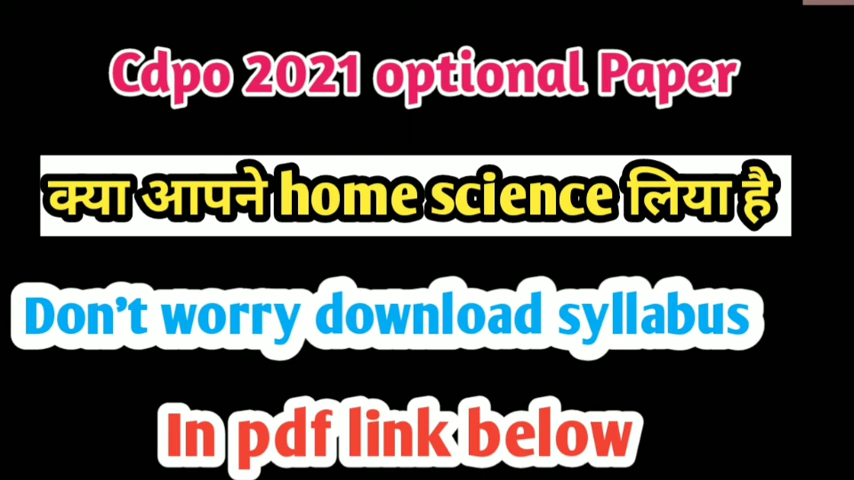 Cdpo 2021 optional Paper
क्या आपने home science लिया है
Don't worry download syllabus
In pdf link below